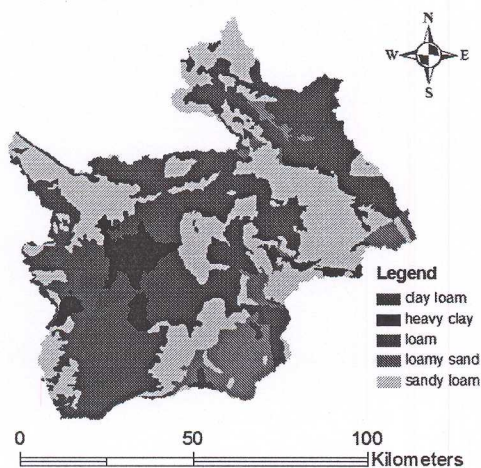 N
W E
S
Legend
clay loam
heavy clay
loam
loamy sand
sandy loam
0 50 100
Kilometers